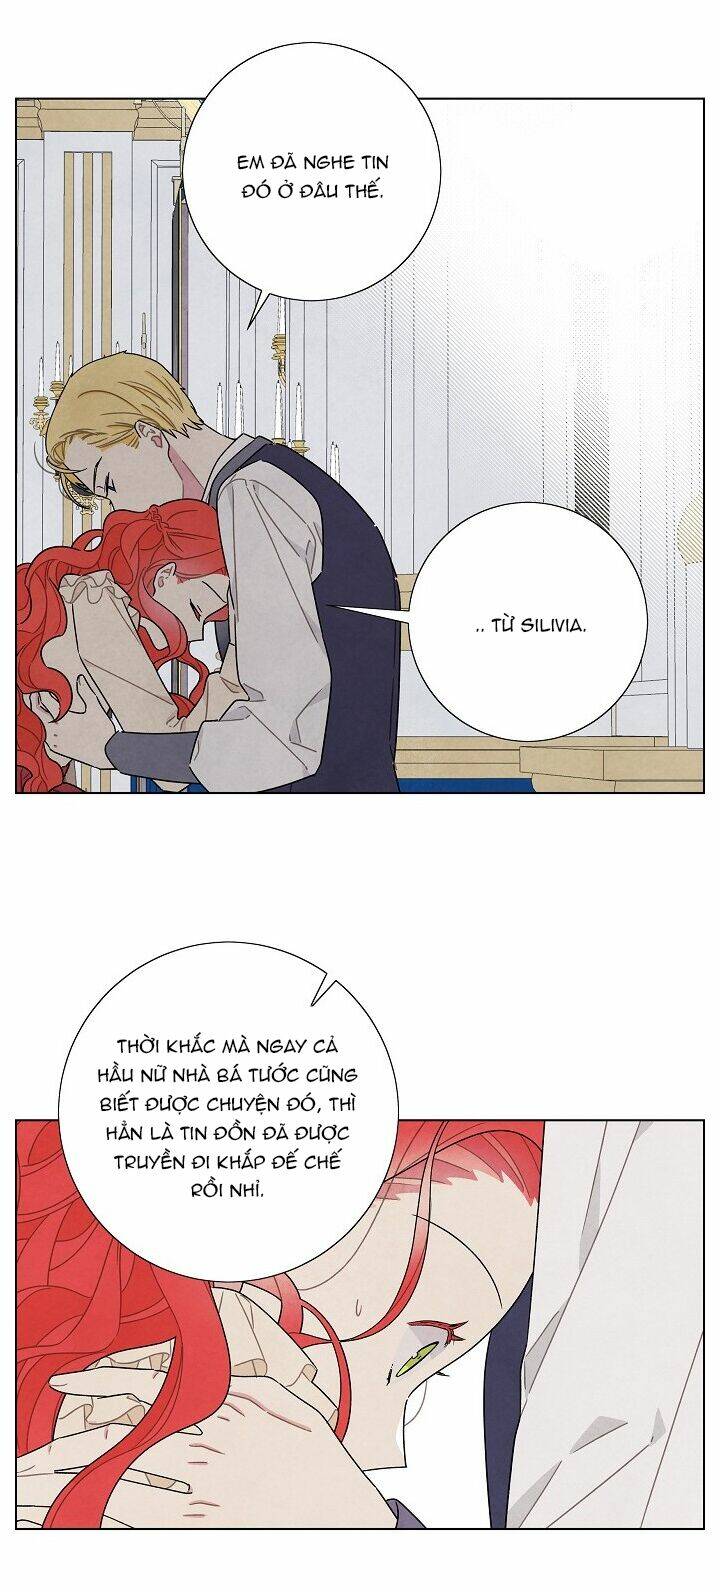 EM ĐÃ NGHE TIN
ĐÓ Ở ĐÂU THẾ.
.. TỪ SILIVIA.
THỜI KHẮC MÀ NGAY CẢ
HẦU NỮ NHÀ BÁ TƯỚC CŨNG
BIẾT ĐƯỢC CHUYỆN ĐÓ, THÌ
HẲN LÀ TIN ĐỒN ĐÃ ĐƯỢC
TRUYỀN ĐI KHẮP ĐẾ CHẾ
RỒI NHỈ.